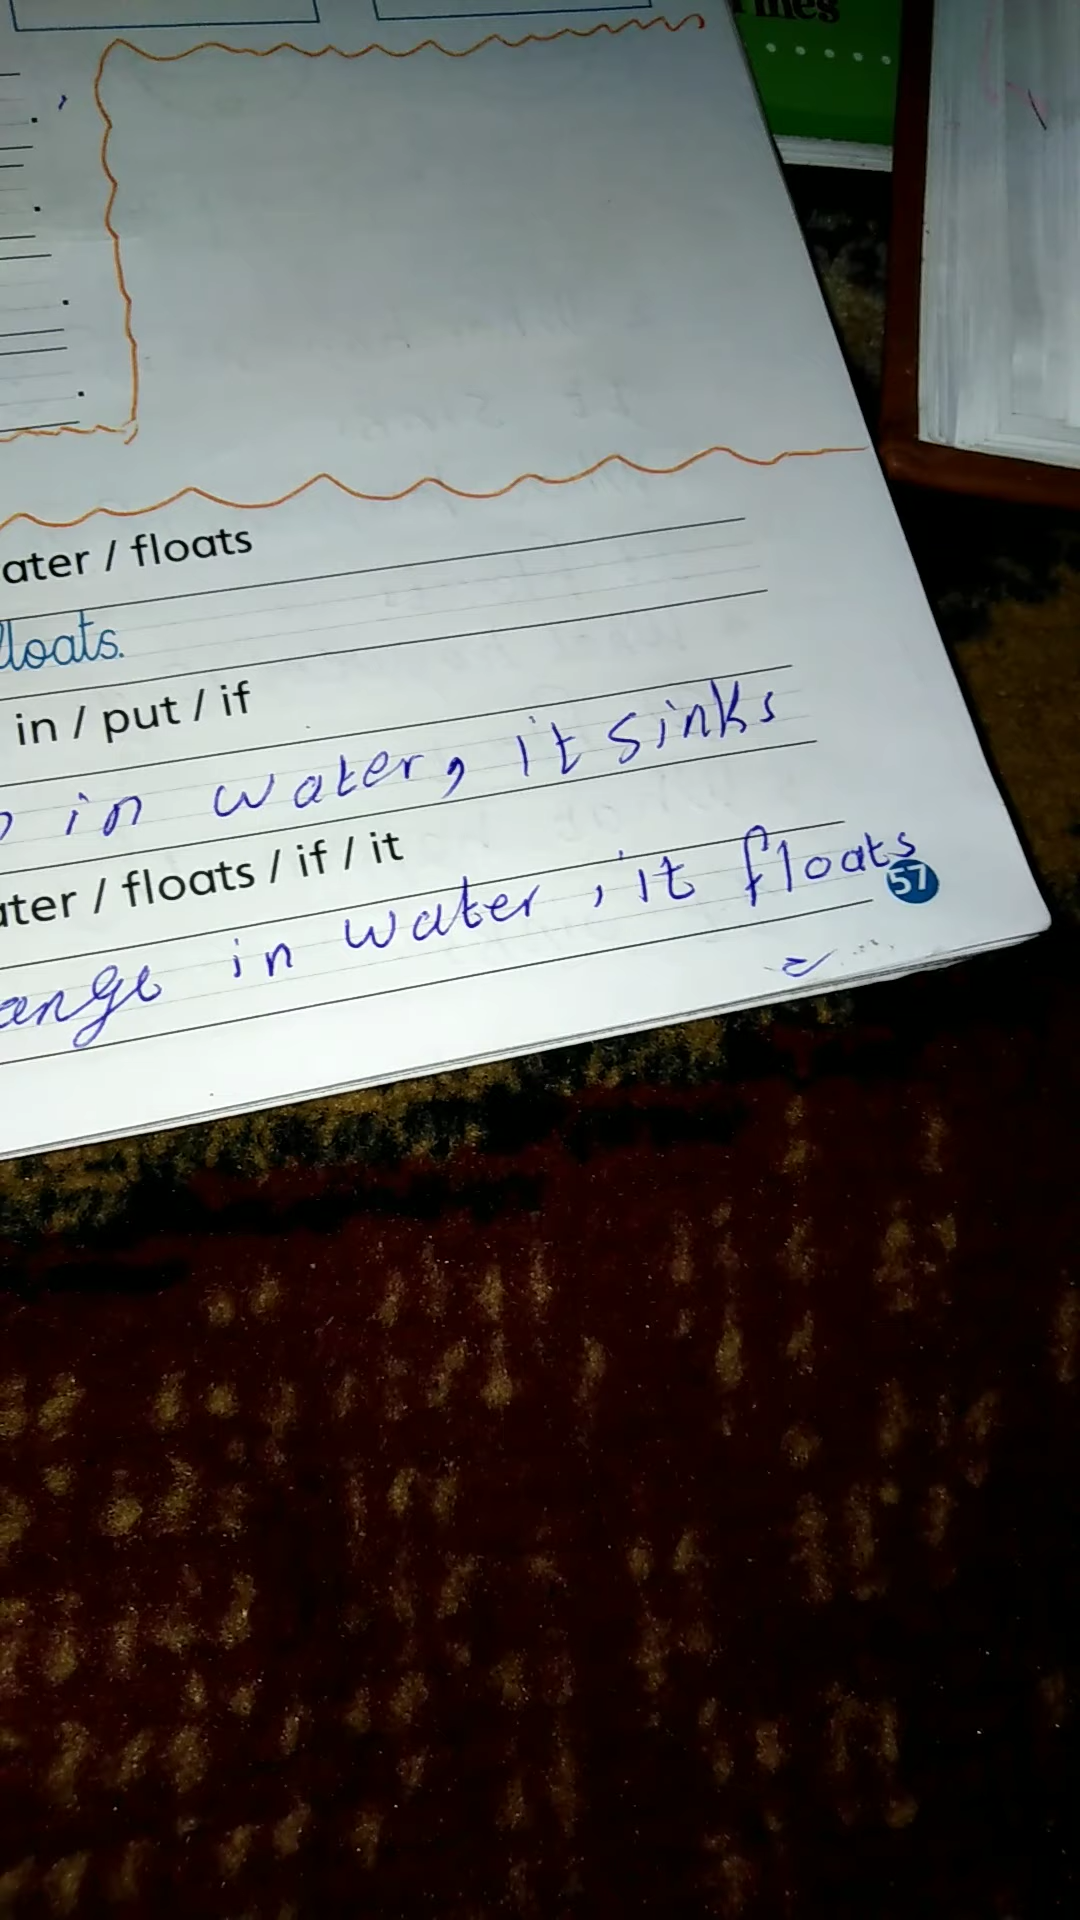 ater / floats
floats.
in / put / if
in water, it sinks
ater / floats / if / it
ange in water, it floats
57